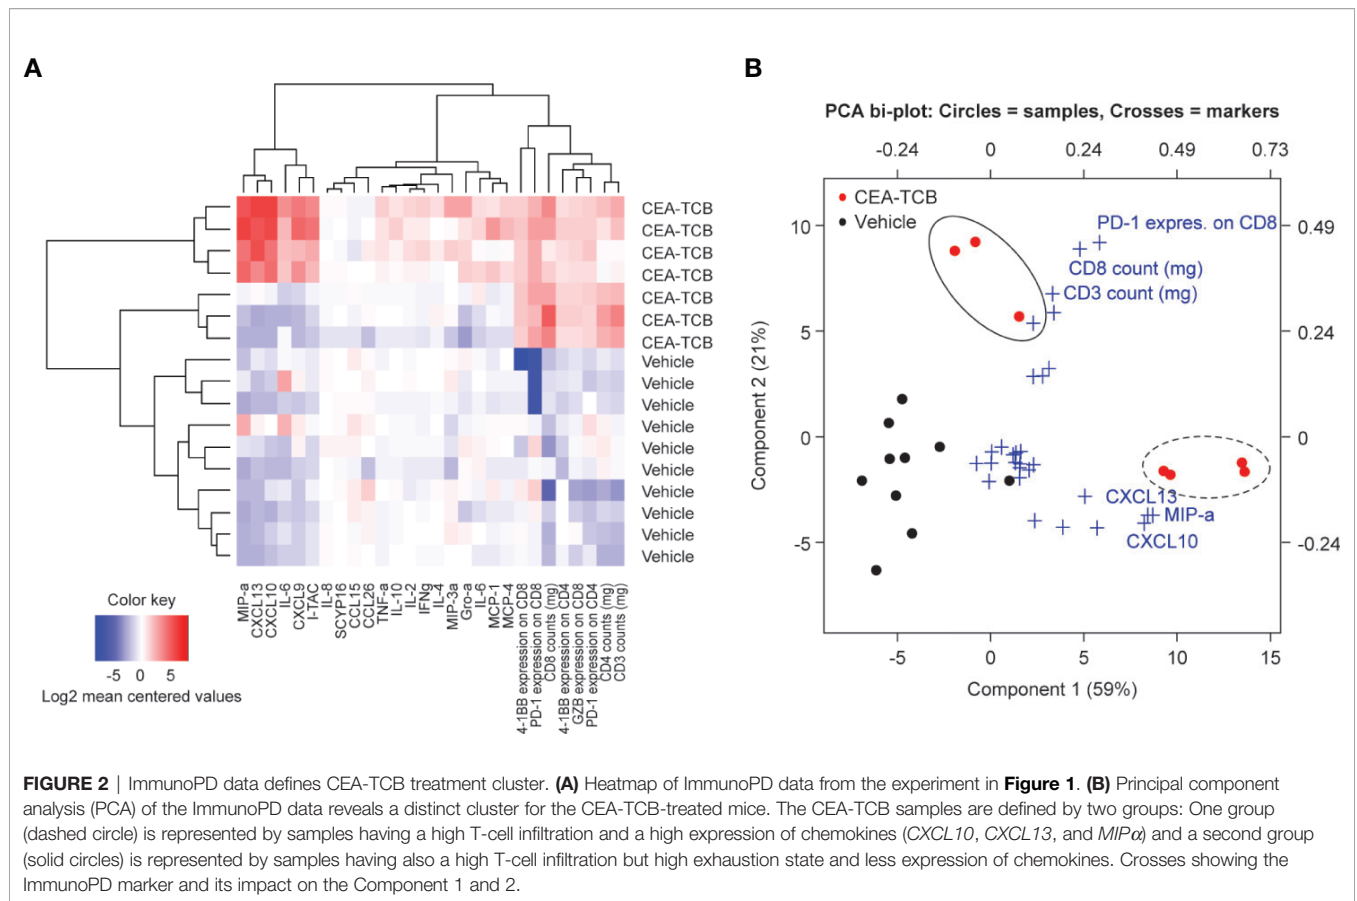 A
CEA-TCB
CEA-TCB
CEA-TCB
CEA-TCB
CEA-TCB
CEA-TCB
CEA-TCB
Vehicle
Vehicle
Vehicle
Vehicle
Vehicle
Vehicle
Vehicle
Vehicle
Vehicle
Vehicle
MIP-a
CXCL13
CXCL10
IL-6
CXCL9
I-TAC
IL-8
SCYP16
CCL15
CCL26
TNF-a
IL-10
IL-2
IFNg
IL-4
MIP-3a
Gro-a
IL-6
MCP-1
MCP-4
4-1BB expression on CD8
PD-1 expression on CD8
CD8 counts (mg)
4-1BB expression on CD4
GZB expression on CD8
PD-1 expression on CD4
CD4 counts (mg)
CD3 counts (mg)
Color key
-5 0 5
Log2 mean centered values
B
PCA bi-plot: Circles = samples, Crosses = markers
-0.24 0 0.24 0.49 0.73
CEA-TCB
Vehicle
PD-1 expres. on CD8
CD8 count (mg)
CD3 count (mg)
CXCL13
MIP-a
CXCL10
10
5
0
-5
Component 2 (21%)
0.49
0.24
0
-0.24
-5 0 5 10 15
Component 1 (59%)
FIGURE 2 | ImmunoPD data defines CEA-TCB treatment cluster. (A) Heatmap of ImmunoPD data from the experiment in Figure 1. (B) Principal component
analysis (PCA) of the ImmunoPD data reveals a distinct cluster for the CEA-TCB-treated mice. The CEA-TCB samples are defined by two groups: One group
(dashed circle) is represented by samples having a high T-cell infiltration and a high expression of chemokines (CXCL10, CXCL13, and MIPα) and a second group
(solid circles) is represented by samples having also a high T-cell infiltration but high exhaustion state and less expression of chemokines. Crosses showing the
ImmunoPD marker and its impact on the Component 1 and 2.